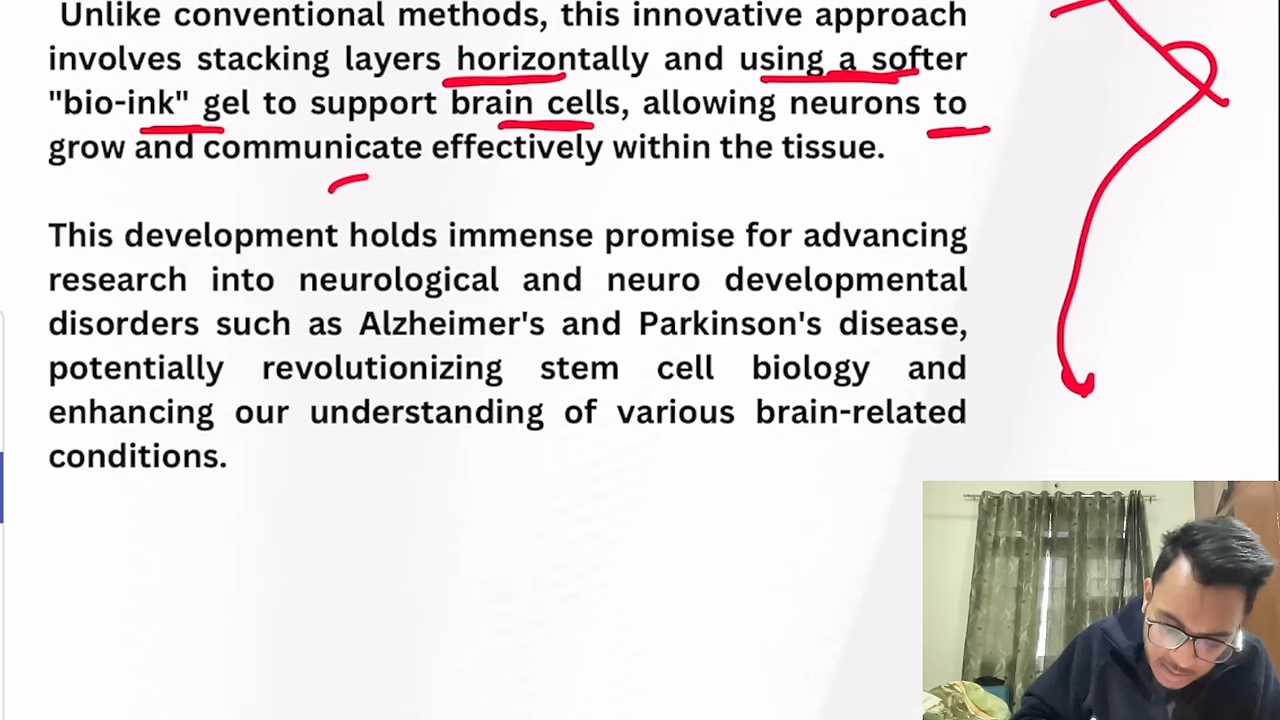 Unlike conventional methods, this innovative approach
involves stacking layers horizontally and using a softer
"bio-ink" gel to support brain cells, allowing neurons to
grow and communicate effectively within the tissue.
This development holds immense promise for advancing
research into neurological and neuro developmental
disorders such as Alzheimer's and Parkinson's disease,
potentially revolutionizing stem cell biology and
enhancing our understanding of various brain-related
conditions.